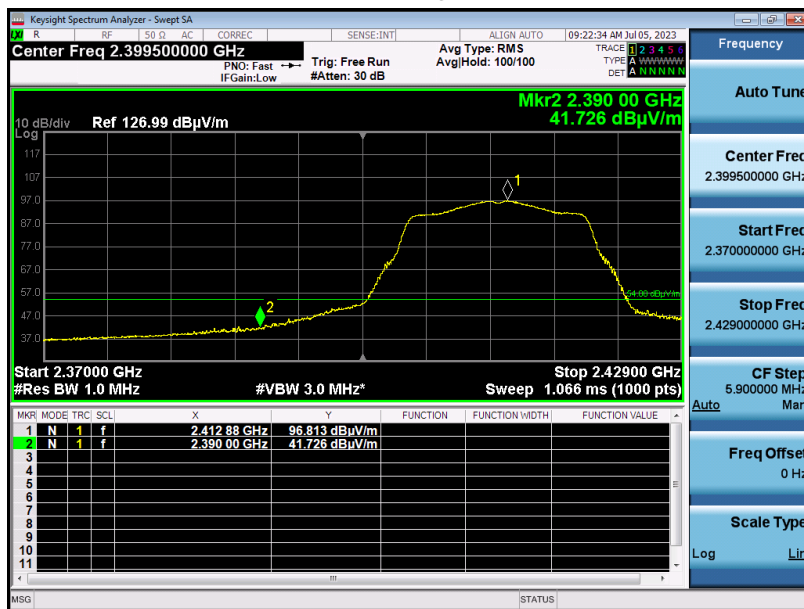 Keysight Spectrum Analyzer - Swept SA
LXI R RF 50 Ω AC CORREC SENSE:INT ALIGN AUTO 09:22:34 AM Jul 05, 2023
Center Freq 2.399500000 GHz
PNO: Fast
IFGain:Low
Trig: Free Run
#Atten: 30 dB
Avg Type: RMS
Avg|Hold: 100/100
TRACE 1 2 3 4 5 6
TYPE A WWWWW
DET A N N N N N
Mkr2 2.390 00 GHz
41.726 dBµV/m
10 dB/div Ref 126.99 dBµV/m
Log
117
107
97.0
87.0
77.0
67.0
57.0
47.0
37.0
1
2
54.00 dBµV/m
Start 2.37000 GHz Stop 2.42900 GHz
#Res BW 1.0 MHz #VBW 3.0 MHz* Sweep 1.066 ms (1000 pts)
MKR MODE TRC SCL X Y FUNCTION FUNCTION WIDTH FUNCTION VALUE
1 N 1 f 2.412 88 GHz 96.813 dBµV/m
2 N 1 f 2.390 00 GHz 41.726 dBµV/m
3
4
5
6
7
8
9
10
11
MSG STATUS
Frequency
Auto Tune
Center Freq
2.399500000 GHz
Start Freq
2.370000000 GHz
Stop Freq
2.429000000 GHz
CF Step
5.900000 MHz
Auto Man
Freq Offset
0 Hz
Scale Type
Log Lin